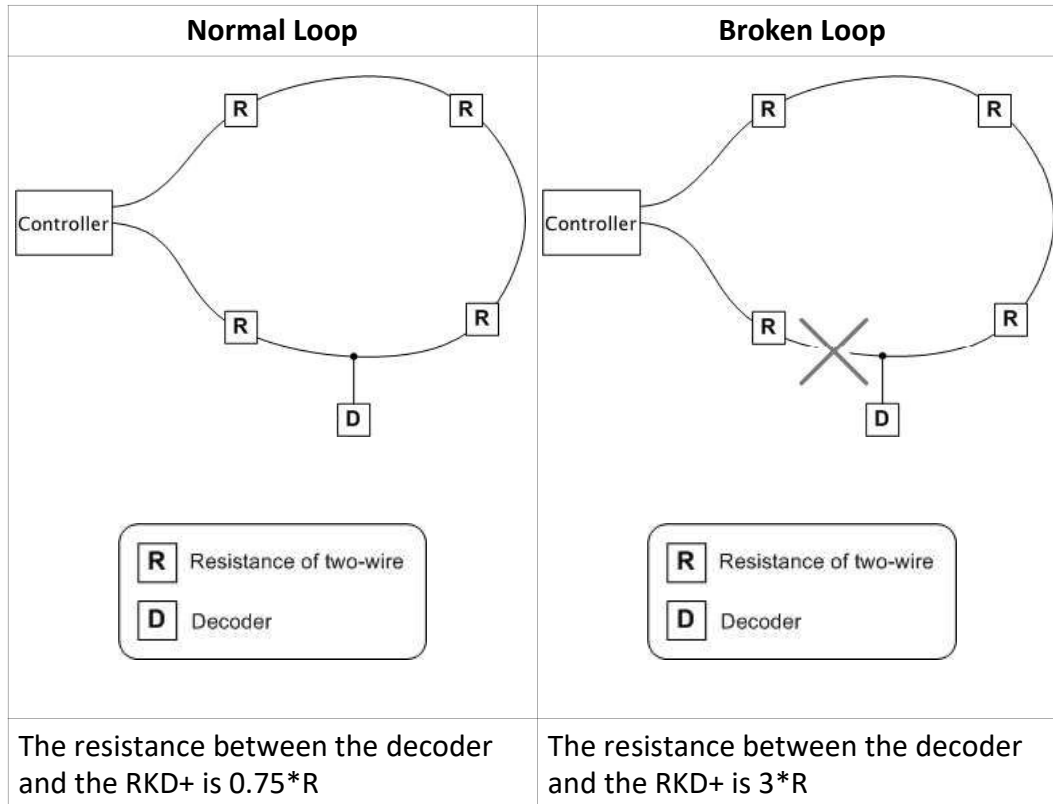 Normal Loop
Broken Loop
R
R
Controller
R
R
D
R
R
Controller
R
R
D
R Resistance of two-wire
D Decoder
R Resistance of two-wire
D Decoder
The resistance between the decoder
and the RKD+ is 0.75*R
The resistance between the decoder
and the RKD+ is 3*R